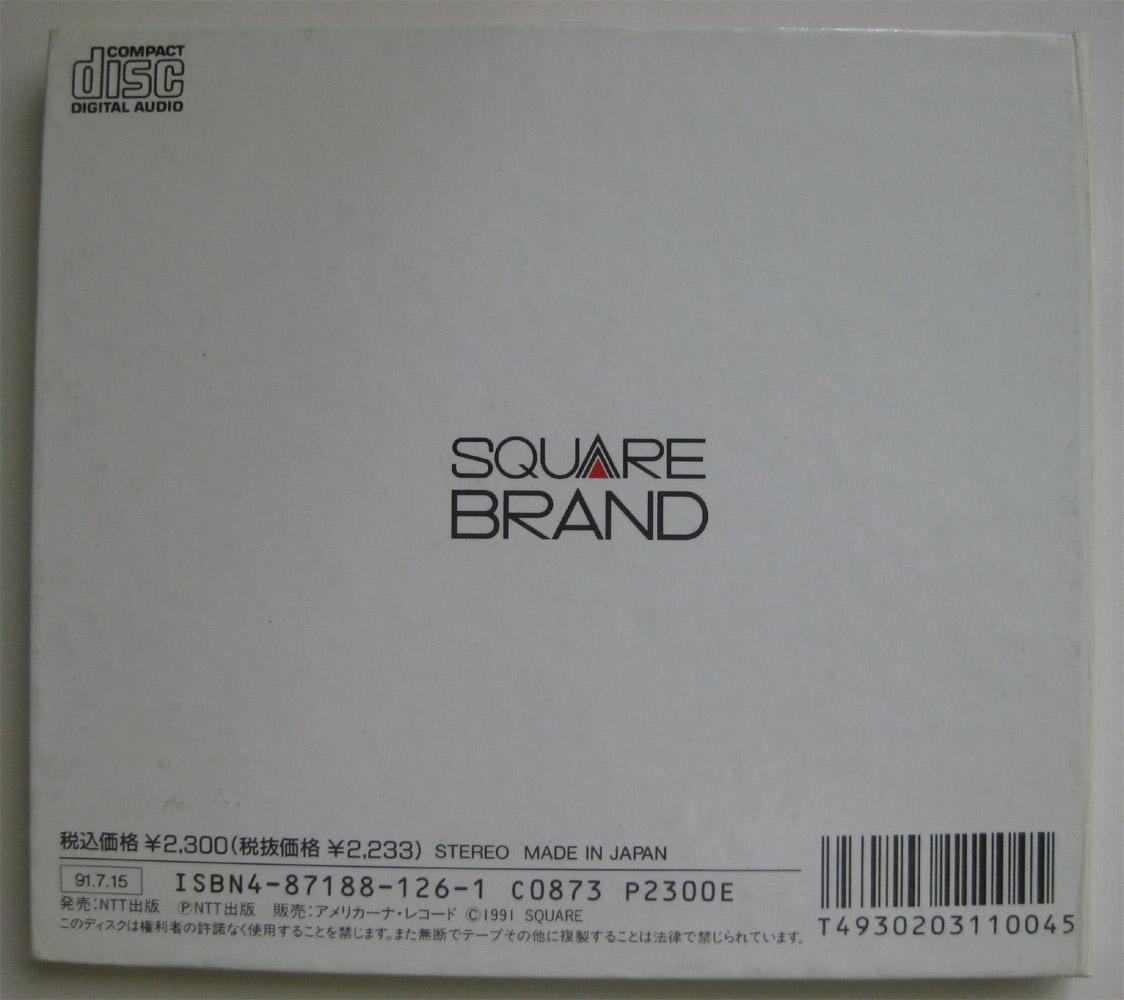 COMPACT
disc
DIGITAL AUDIO
SQUARE
BRAND
税込価格 ¥2,300(税抜価格 ¥2,233) STEREO MADE IN JAPAN
91.7.15 ISBN4-87188-126-1 C0873 P2300E
発売:NTT出版 ⓅNTT出版 販売:アメリカーナ・レコード ©1991 SQUARE
このディスクは権利者の許諾なく使用することを禁じます。また無断でテープその他に複製することは法律で禁じられています。
T4930203110045